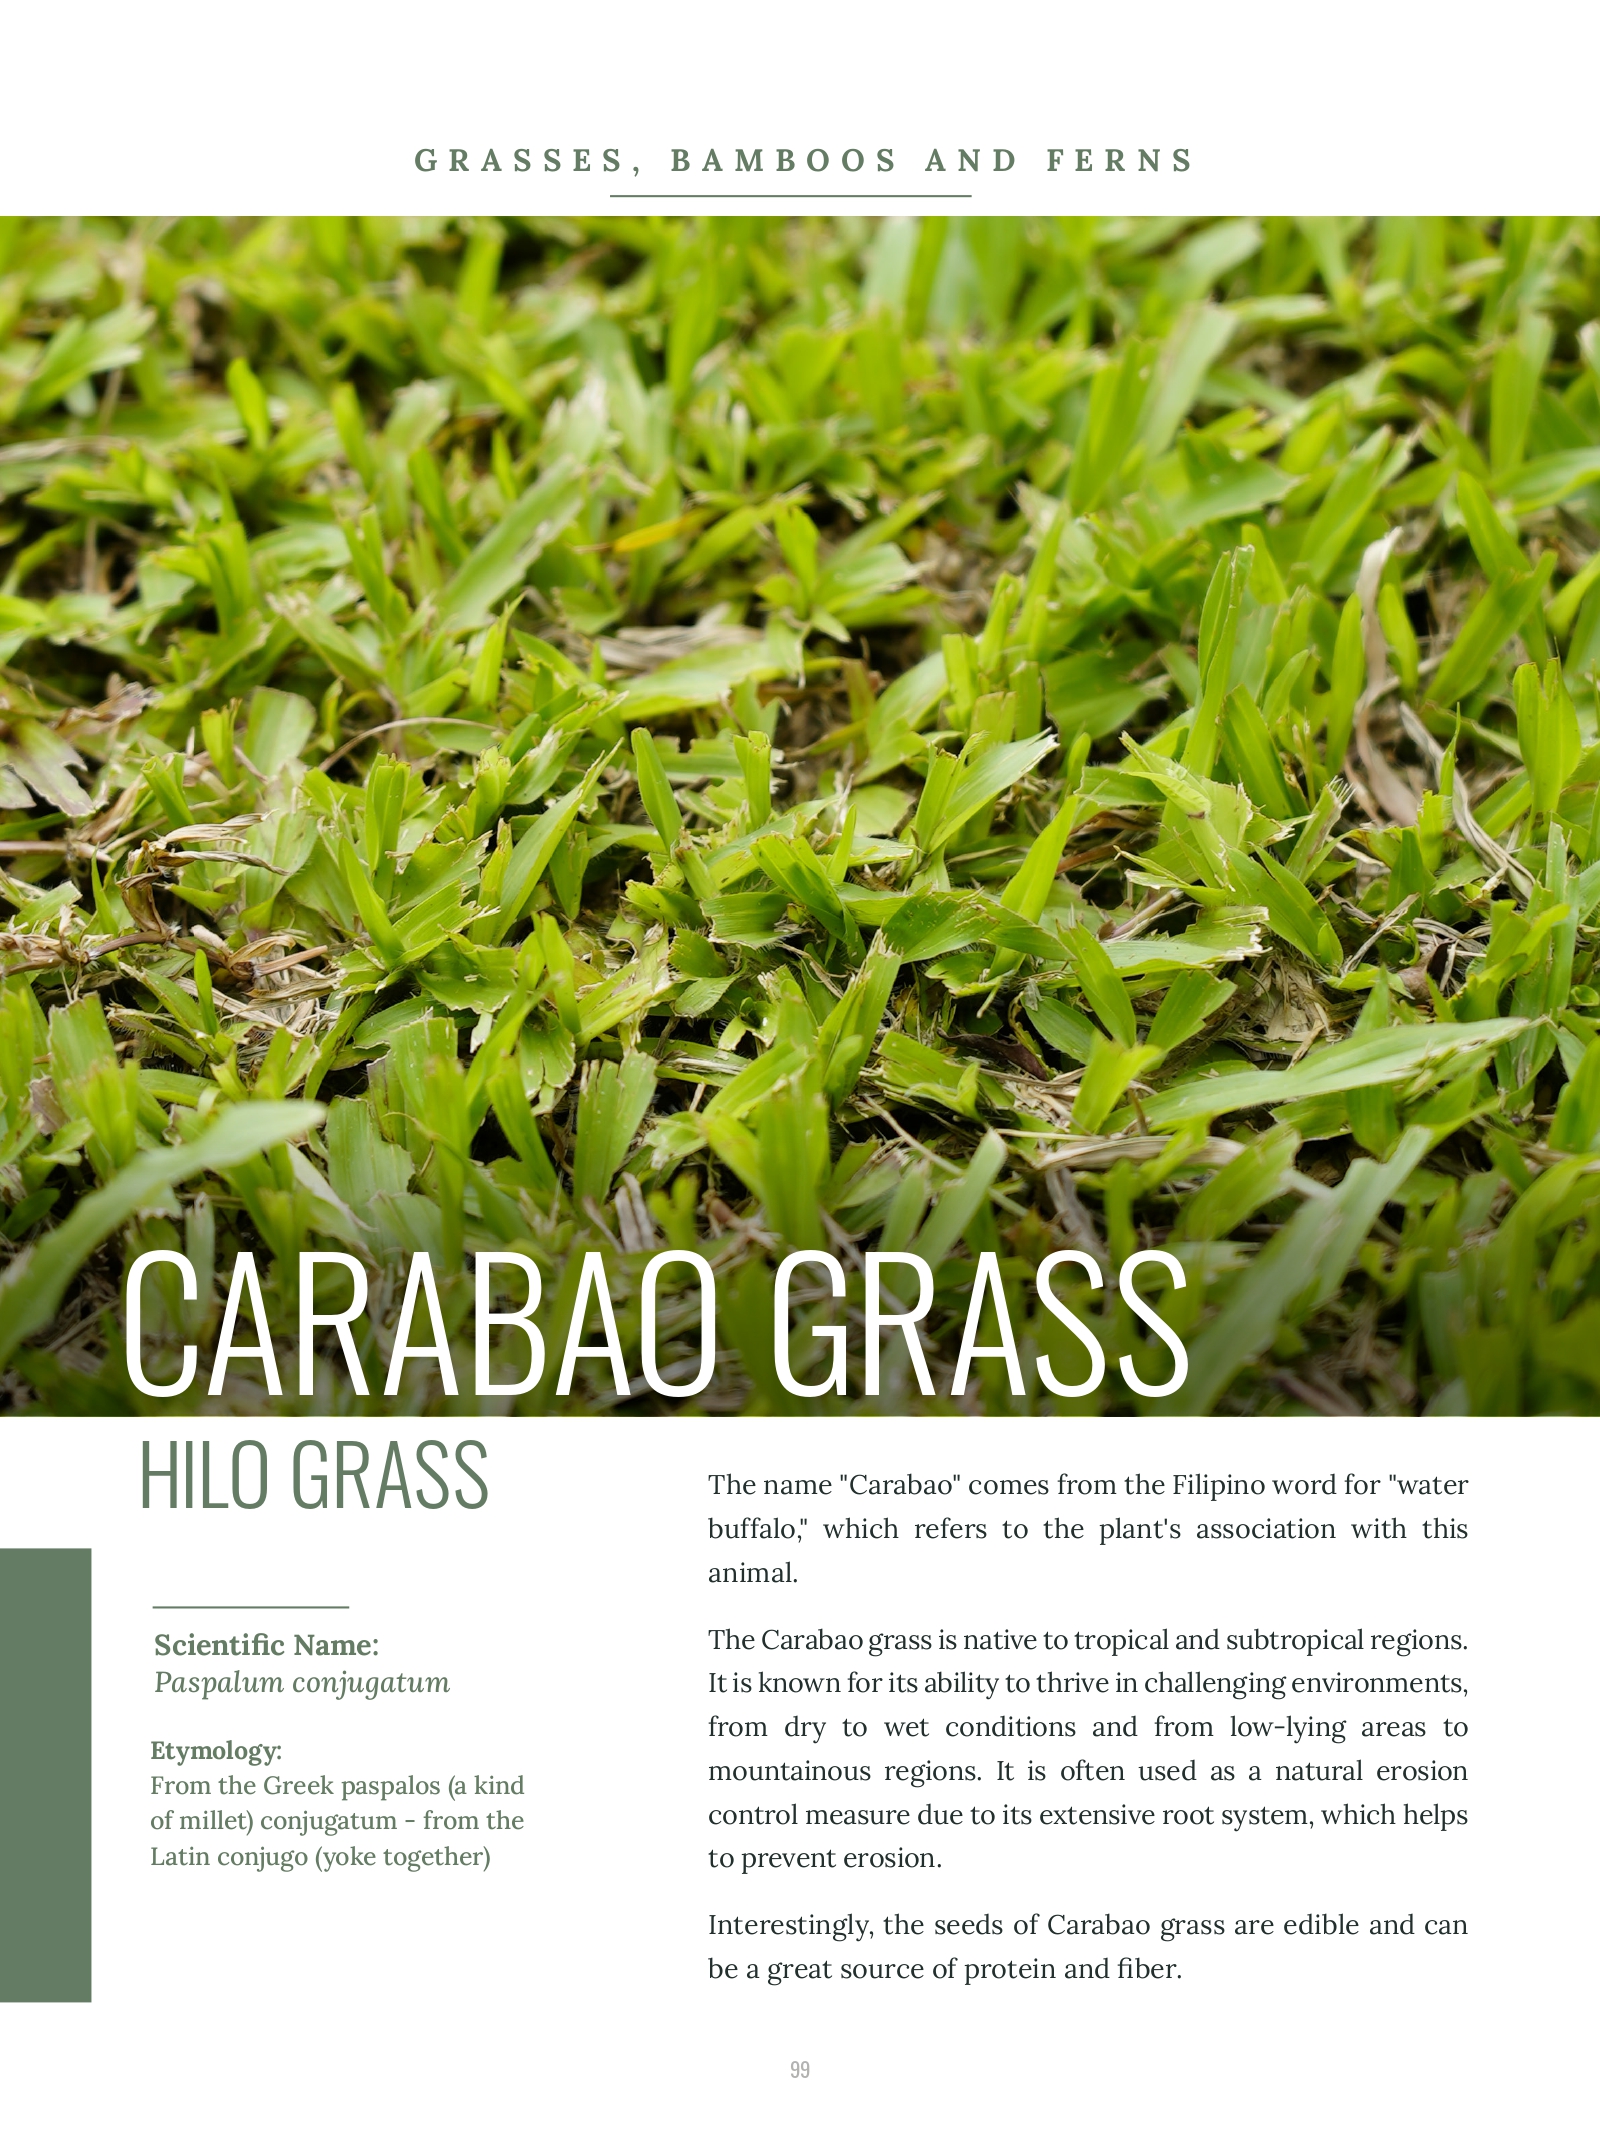 GRASSES, BAMBOOS AND FERNS
CARABAO GRASS
HILO GRASS
Scientific Name:
Paspalum conjugatum
Etymology:
From the Greek paspalos (a kind
of millet) conjugatum - from the
Latin conjugo (yoke together)
The name "Carabao" comes from the Filipino word for "water
buffalo," which refers to the plant's association with this
animal.
The Carabao grass is native to tropical and subtropical regions.
It is known for its ability to thrive in challenging environments,
from dry to wet conditions and from low-lying areas to
mountainous regions. It is often used as a natural erosion
control measure due to its extensive root system, which helps
to prevent erosion.
Interestingly, the seeds of Carabao grass are edible and can
be a great source of protein and fiber.
99